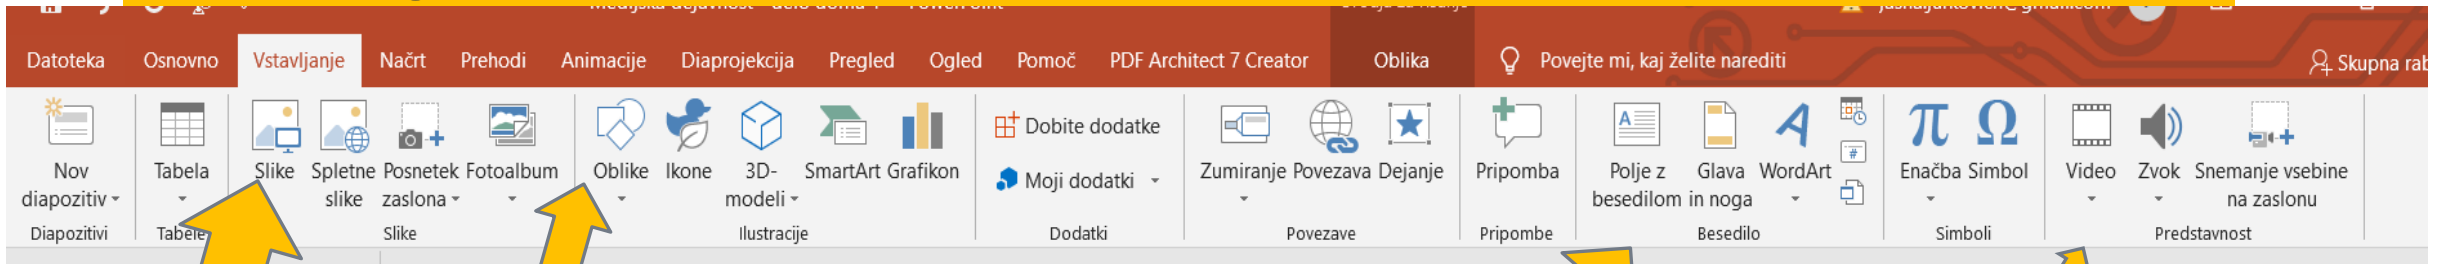 Datoteka Osnovno Vstavljanje Načrt Prehodi Animacije Diaprojekcija Pregled Ogled Pomoč PDF Architect 7 Creator Oblika Povejte mi, kaj želite narediti Skupna rab
Dobite dodatke
Nov Tabela Slike Spletne Posnetek Fotoalbum Oblike Ikone 3D- SmartArt Grafikon Moji dodatki Zumiranje Povezava Dejanje Pripomba Polje z Glava WordArt Enačba Simbol Video Zvok Snemanje vsebine
diapozitiv slike zaslona modeli besedilom in noga na zaslonu
Diapozitivi Tabele Slike Ilustracije Dodatki Povezave Pripombe Besedilo Simboli Predstavnost